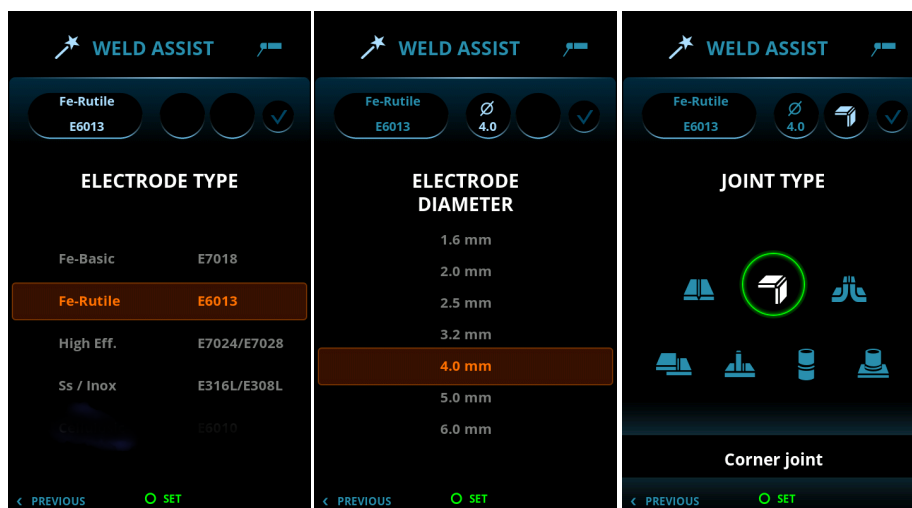 WELD ASSIST
Fe-Rutile
E6013
ELECTRODE TYPE
Fe-Basic E7018
Fe-Rutile E6013
High Eff. E7024/E7028
Ss / Inox E316L/E308L
E6010
PREVIOUS
SET
WELD ASSIST
Fe-Rutile
E6013
Ø
4.0
ELECTRODE
DIAMETER
1.6 mm
2.0 mm
2.5 mm
3.2 mm
4.0 mm
5.0 mm
6.0 mm
PREVIOUS
SET
WELD ASSIST
Fe-Rutile
E6013
Ø
4.0
JOINT TYPE
Corner joint
PREVIOUS
SET